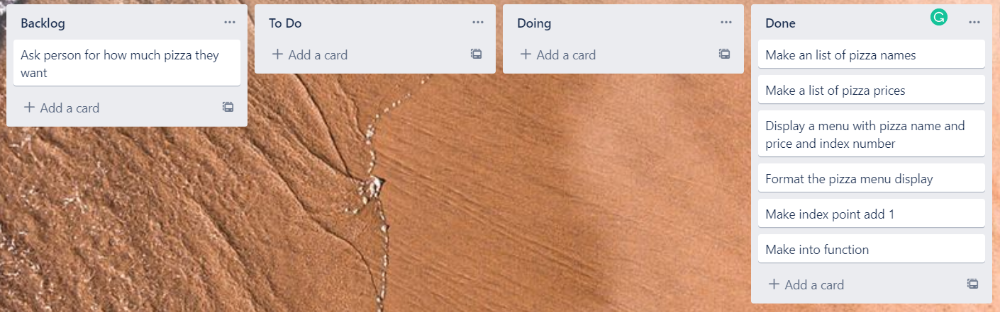 Backlog
Ask person for how much pizza they
want
+ Add a card
To Do
+ Add a card
Doing
+ Add a card
Done
Make an list of pizza names
Make a list of pizza prices
Display a menu with pizza name and
price and index number
Format the pizza menu display
Make index point add 1
Make into function
+ Add a card